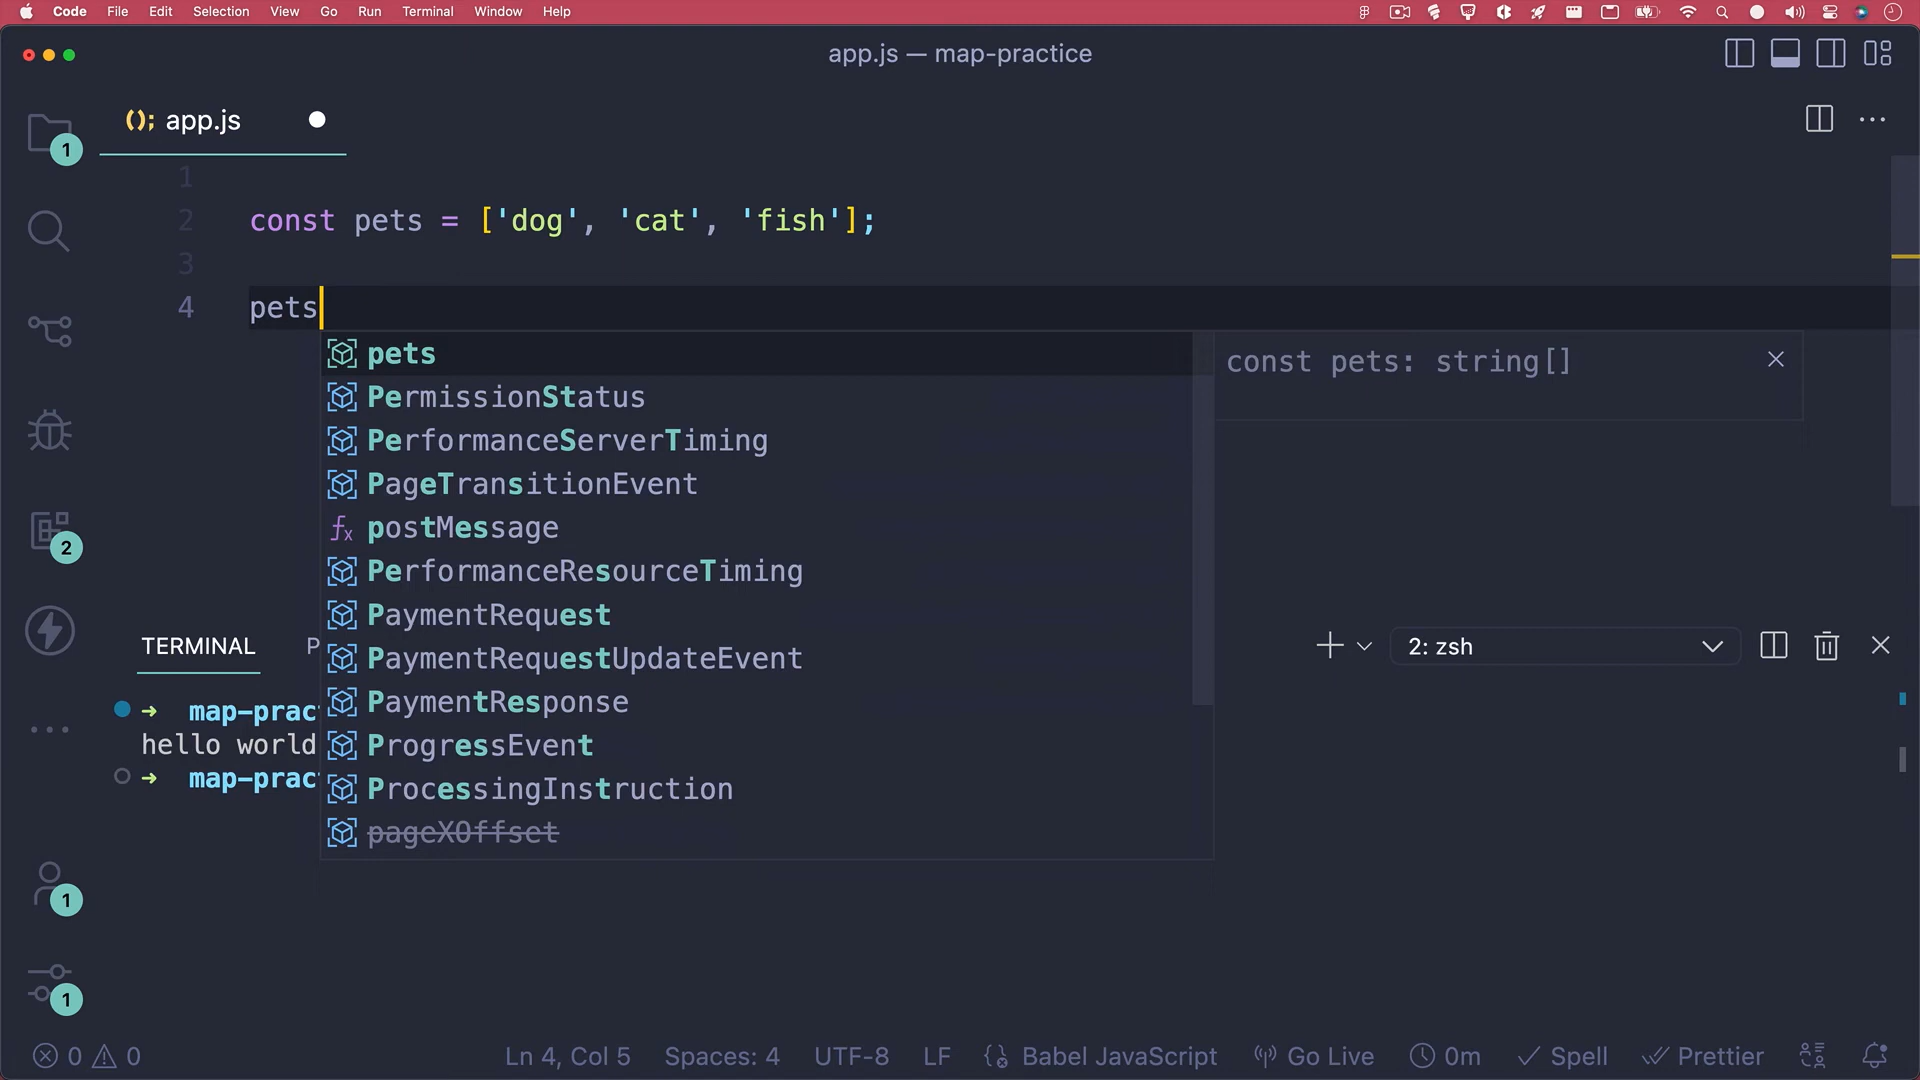 Code File Edit Selection View Go Run Terminal Window Help
app.js — map-practice
(); app.js
1
1
2 const pets = ['dog', 'cat', 'fish'];
3
4 pets
pets
const pets: string[]
PermissionStatus
PerformanceServerTiming
PageTransitionEvent
2
fx postMessage
PerformanceResourceTiming
PaymentRequest
TERMINAL P
2: zsh
PaymentRequestUpdateEvent
PaymentResponse
map-prac
hello world
ProgressEvent
map-prac
ProcessingInstruction
pageXOffset
1
1
0 0 Ln 4, Col 5 Spaces: 4 UTF-8 LF Babel JavaScript Go Live 0m Spell Prettier